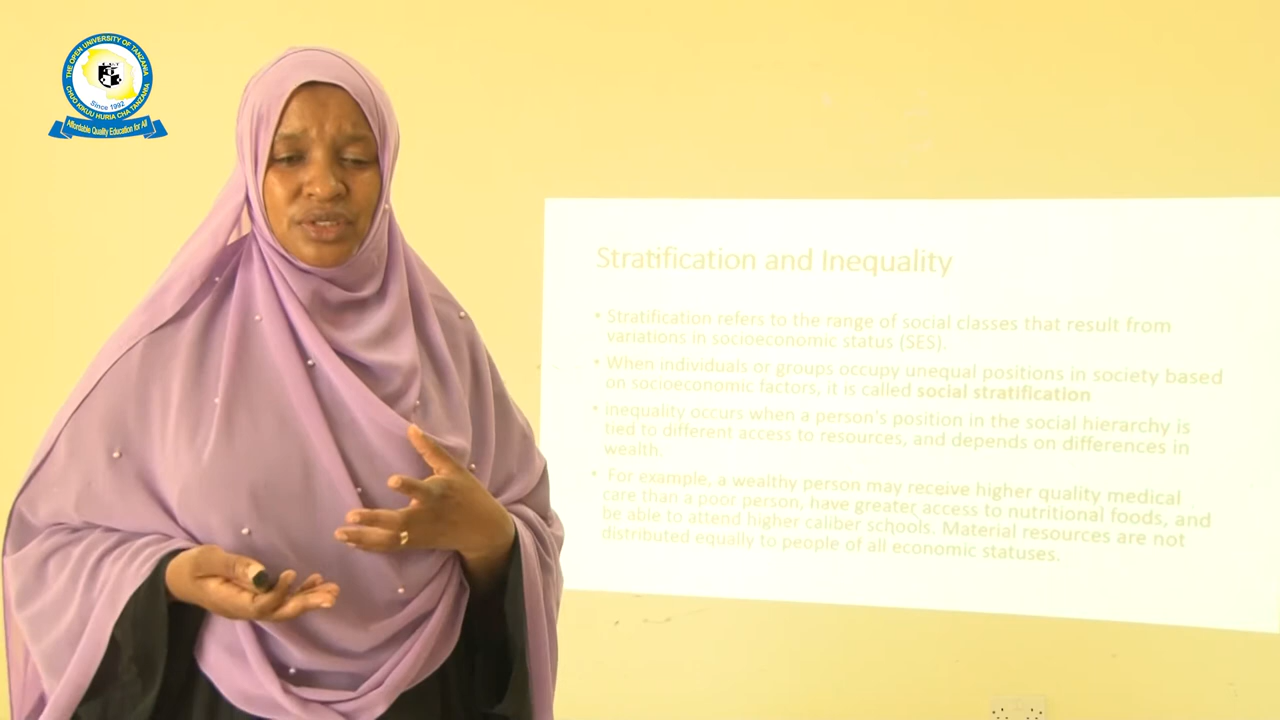 THE OPEN UNIVERSITY OF TANZANIA
CHUO KIKUU HURIA CHA TANZANIA
Since 1992
Affordable Quality Education for All
Stratification and Inequality
• Stratification refers to the range of social classes that result from
variations in socioeconomic status (SES).
• When individuals or groups occupy unequal positions in society based
on socioeconomic factors, it is called social stratification
• inequality occurs when a person's position in the social hierarchy is
tied to different access to resources, and depends on differences in
wealth.
• For example, a wealthy person may receive higher quality medical
care than a poor person, have greater access to nutritional foods, and
be able to attend higher caliber schools. Material resources are not
distributed equally to people of all economic statuses.